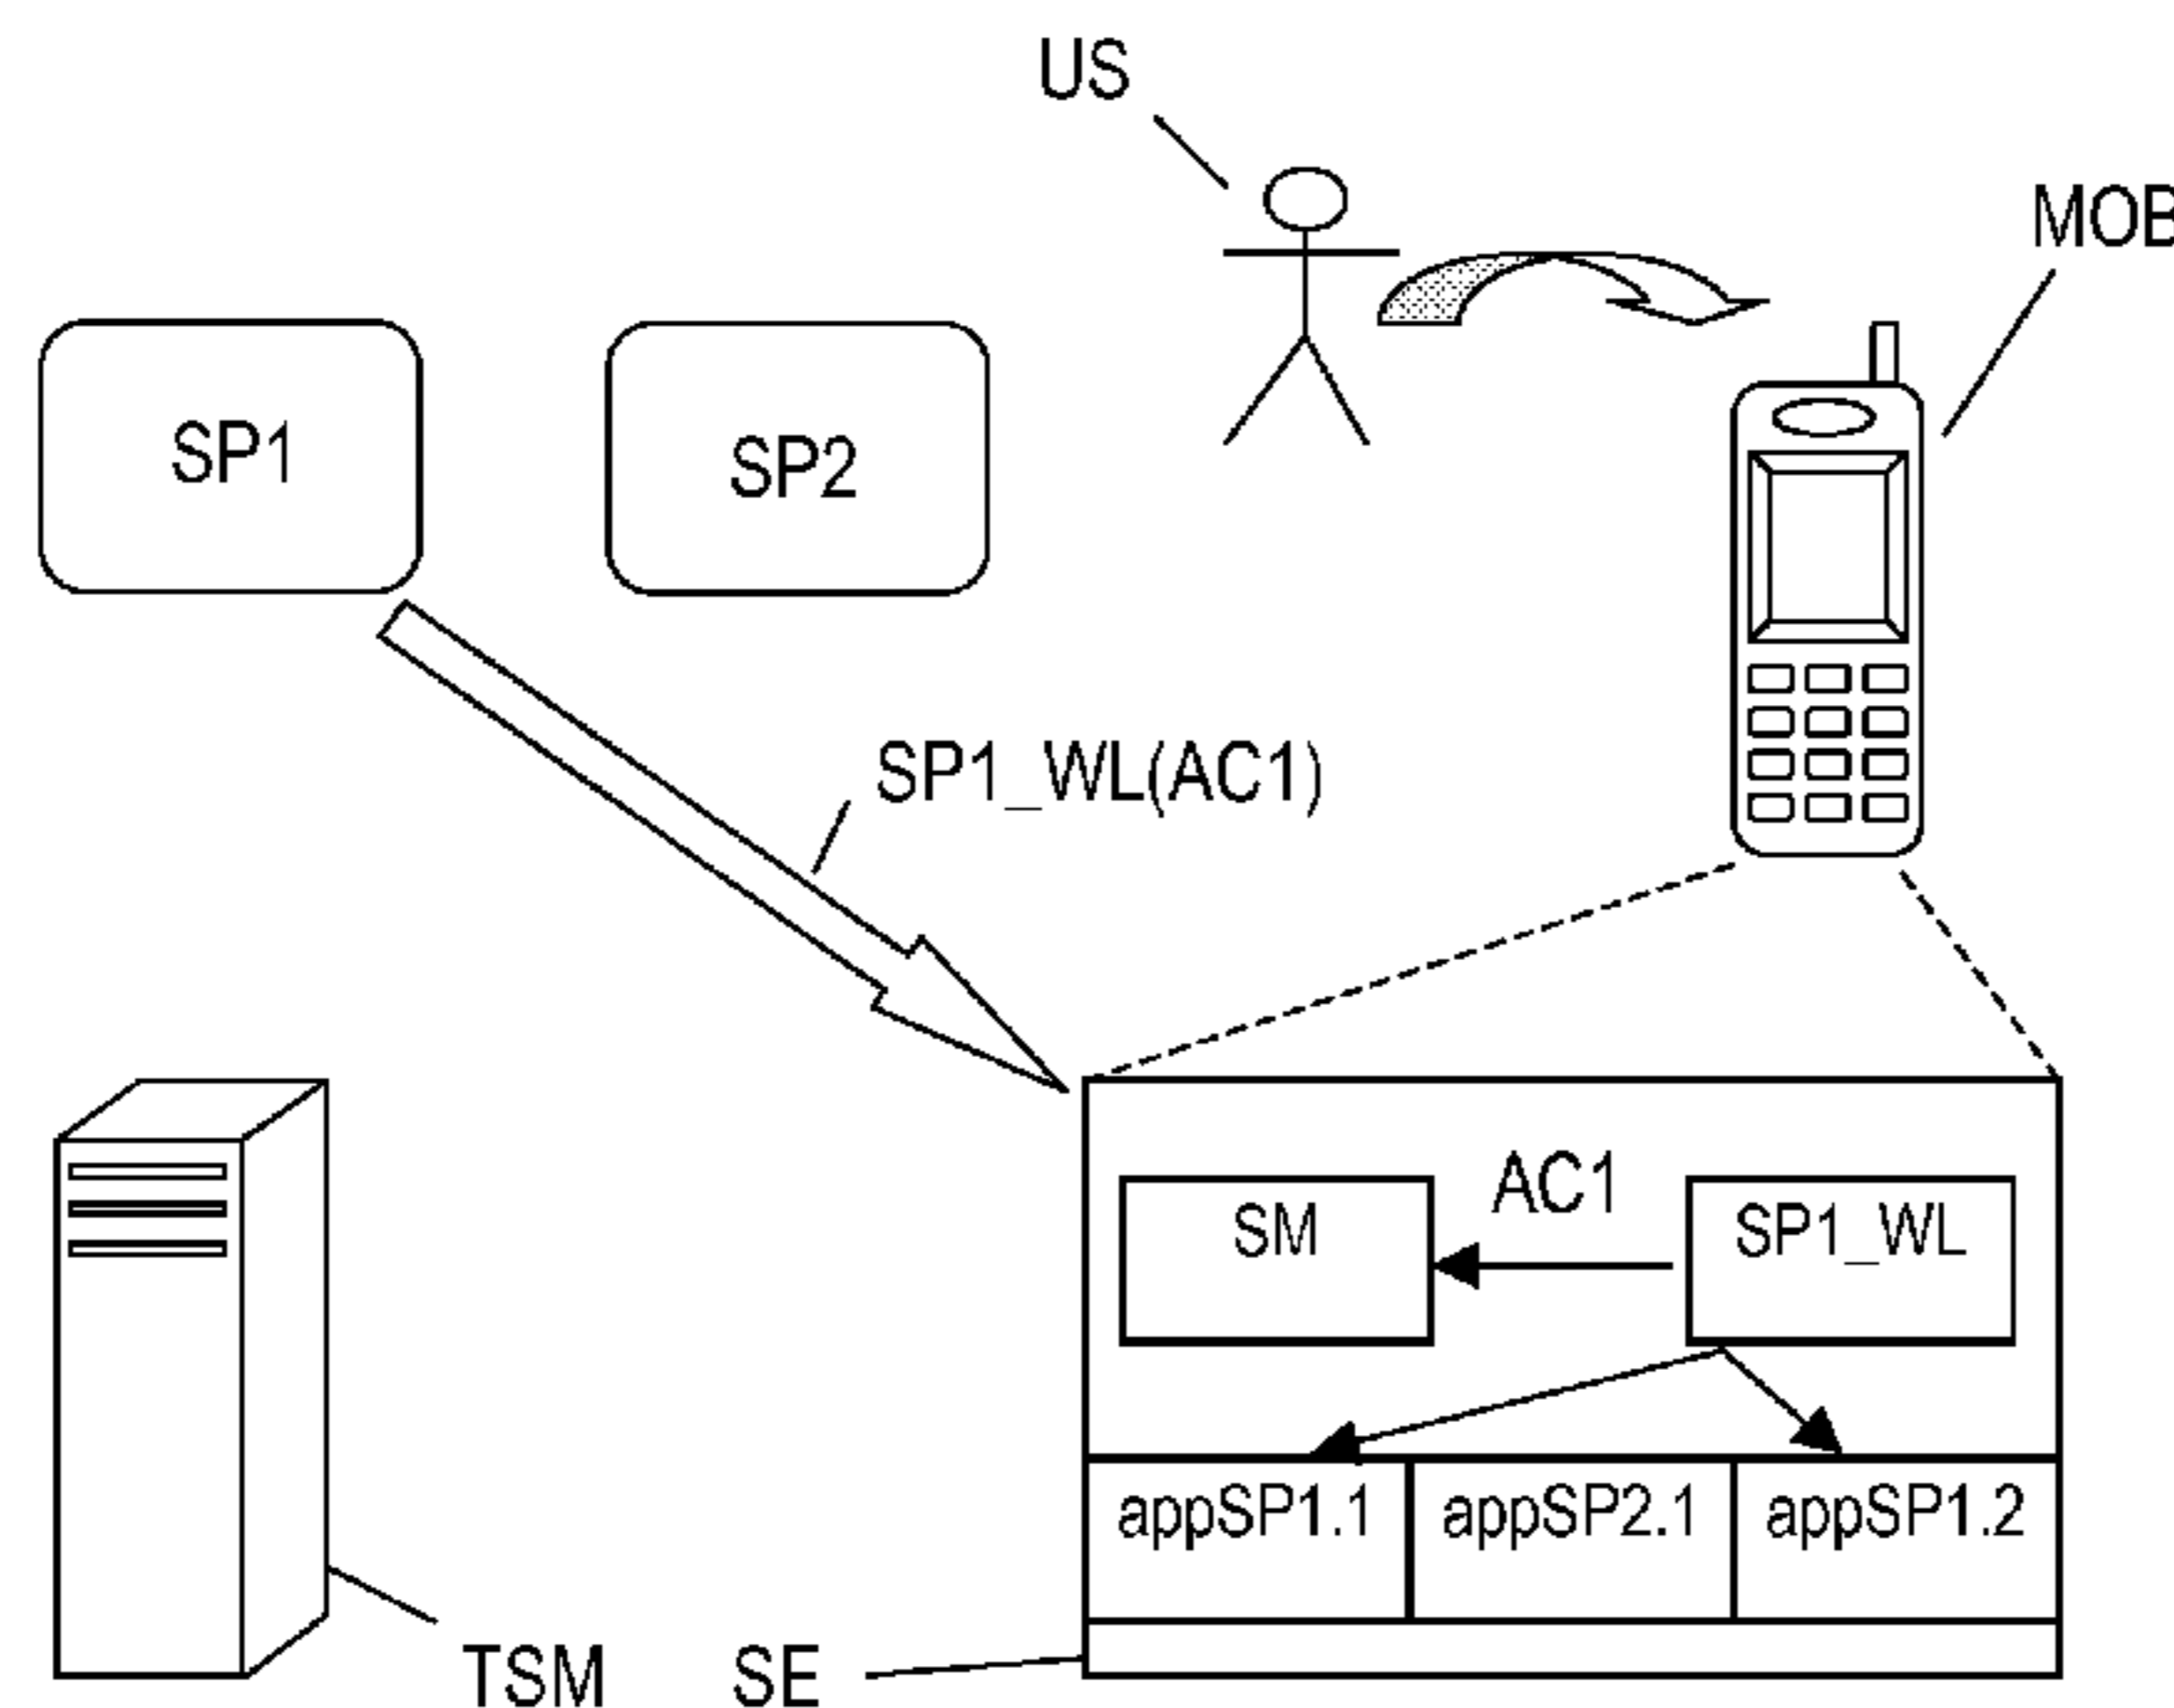 US
MOB
SP1
SP2
SP1_WL(AC1)
AC1
SM
SP1_WL
appSP1.1
appSP2.1
appSP1.2
TSM
SE